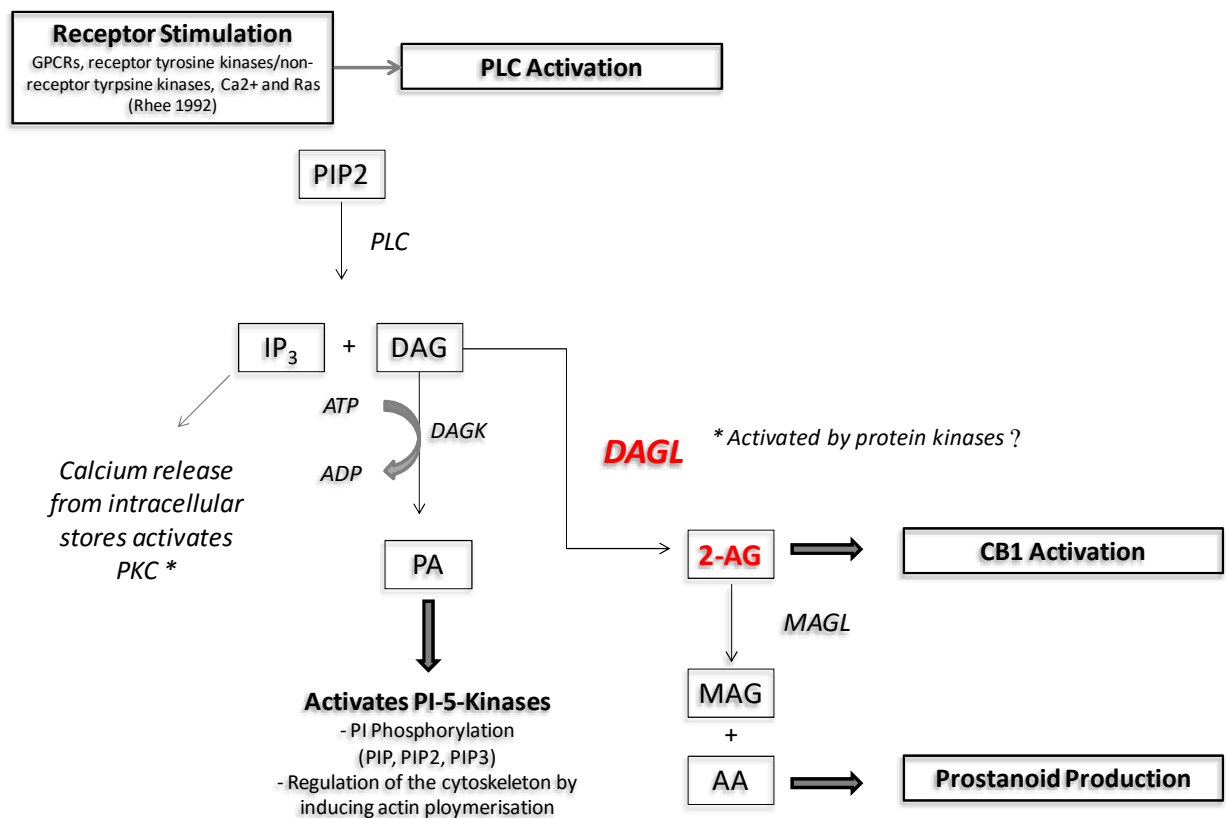 Receptor Stimulation
GPCRs, receptor tyrosine kinases/non-
receptor tyrpsine kinases, Ca2+ and Ras
(Rhee 1992)
PLC Activation
PIP2
PLC
IP₃ + DAG
ATP
DAGK
ADP
DAGL
* Activated by protein kinases ?
Calcium release
from intracellular
stores activates
PKC *
PA
2-AG
CB1 Activation
MAGL
Activates PI-5-Kinases
- PI Phosphorylation
(PIP, PIP2, PIP3)
- Regulation of the cytoskeleton by
inducing actin ploymerisation
MAG
+
AA
Prostanoid Production